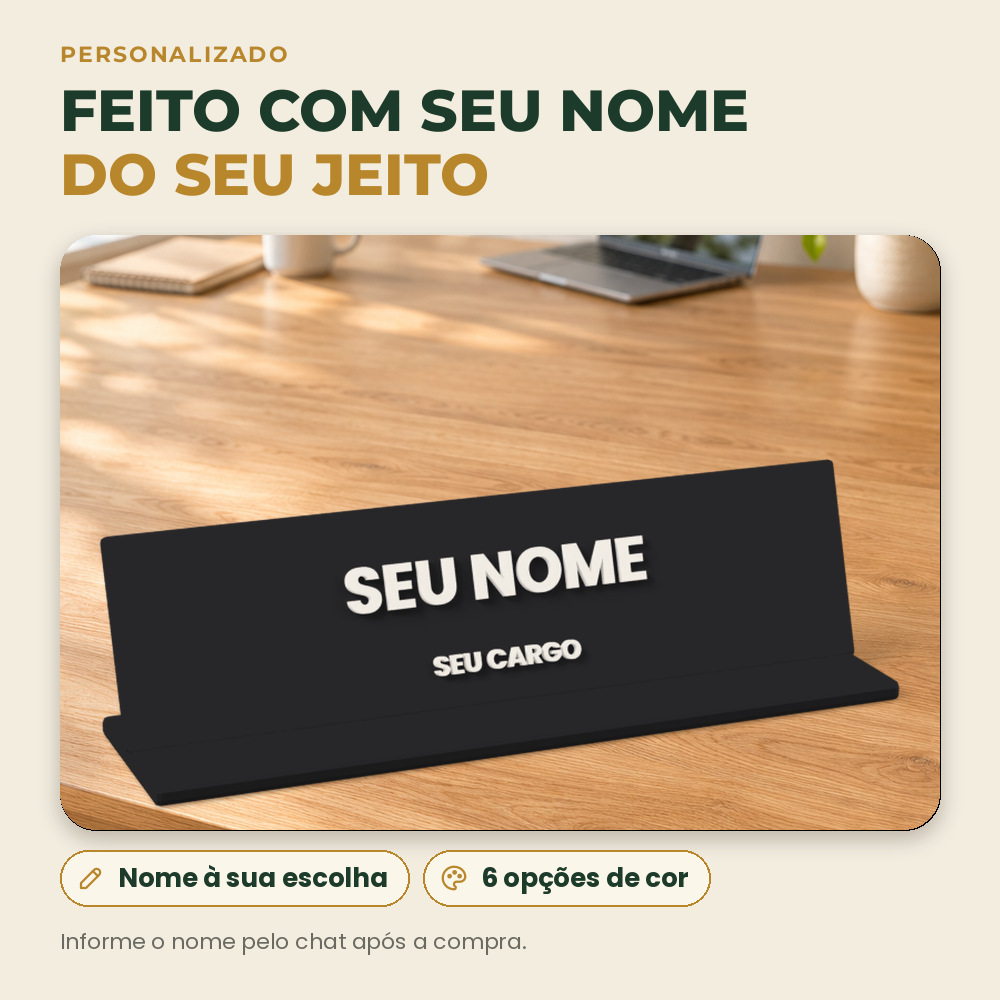 PERSONALIZADO
FEITO COM SEU NOME
DO SEU JEITO
SEU NOME
SEU CARGO
Nome à sua escolha
6 opções de cor
Informe o nome pelo chat após a compra.